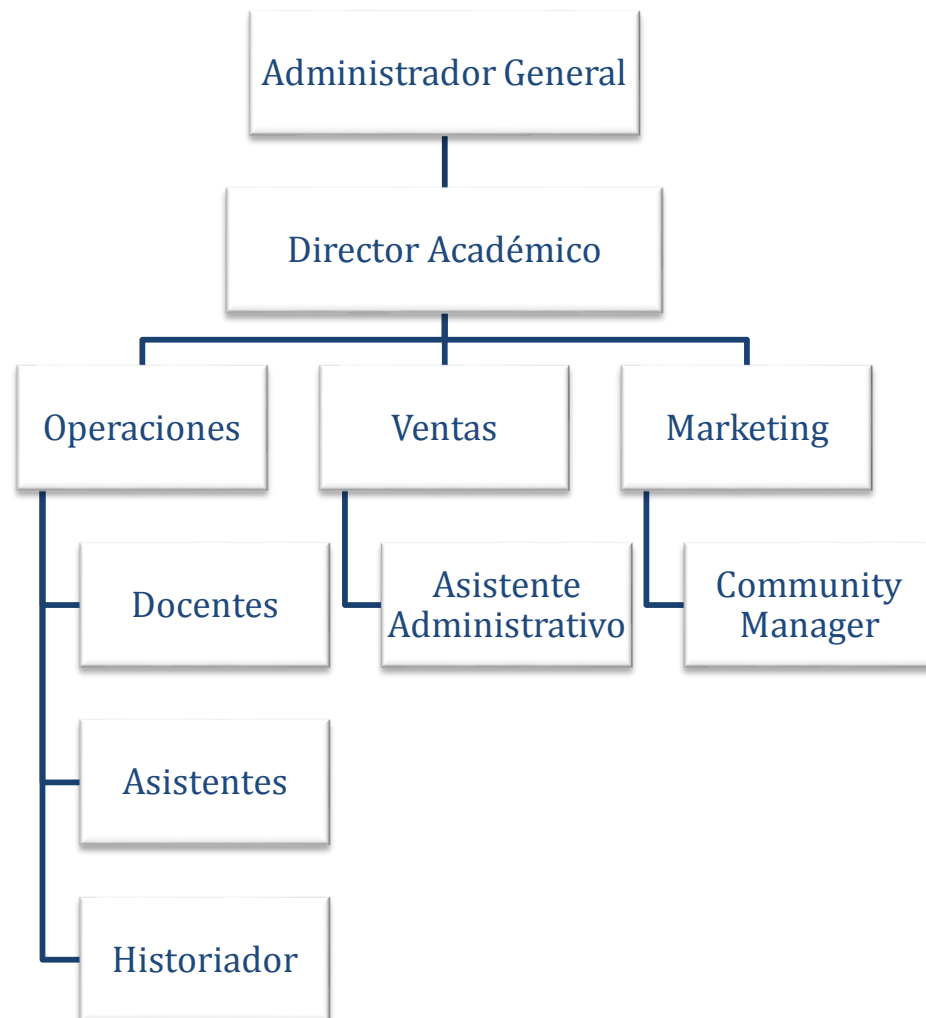 Administrador General
Director Académico
Operaciones
Ventas
Marketing
Docentes
Asistente
Administrativo
Community
Manager
Asistentes
Historiador